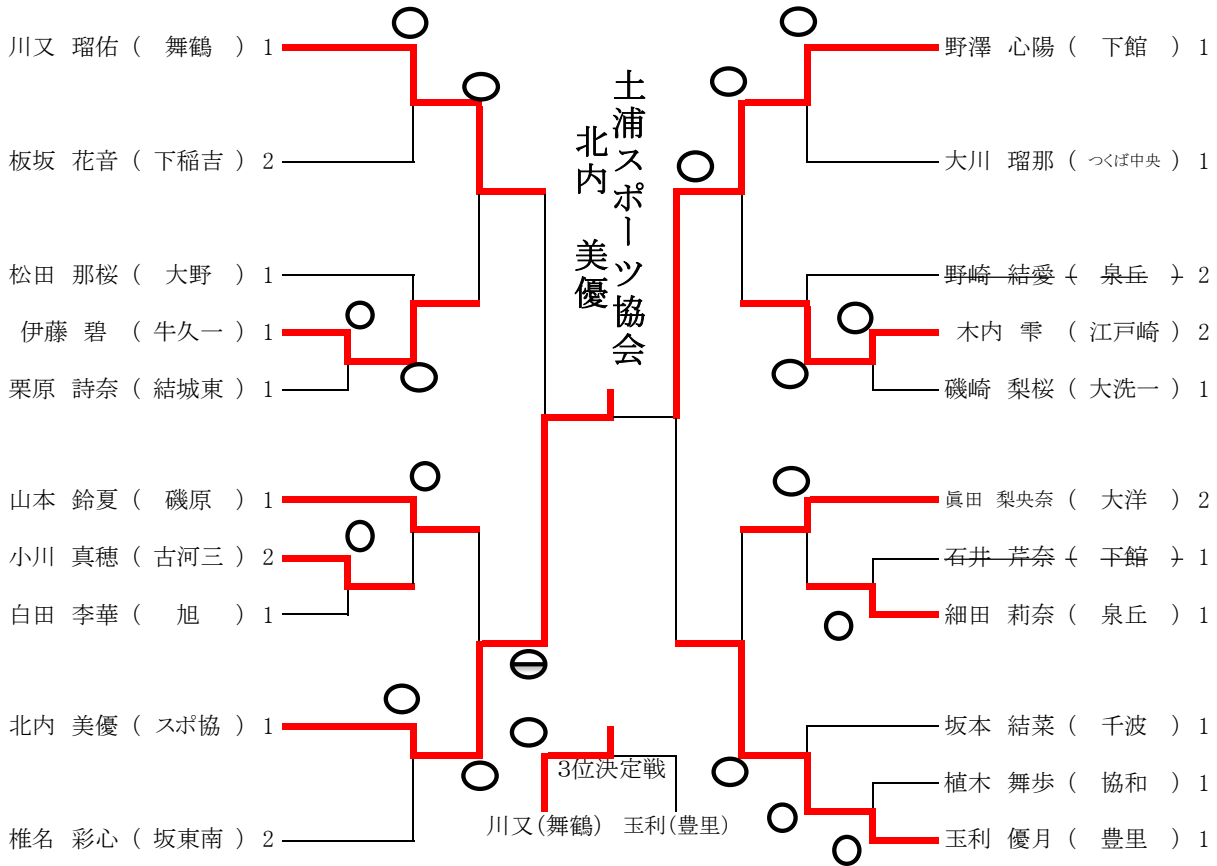 川又 瑠佑 ( 舞鶴 ) 1
板坂 花音 ( 下稲吉 ) 2
松田 那桜 ( 大野 ) 1
伊藤 碧 ( 牛久一 ) 1
栗原 詩奈 ( 結城東 ) 1
山本 鈴夏 ( 磯原 ) 1
小川 真穂 ( 古河三 ) 2
白田 李華 ( 旭 ) 1
北内 美優 ( スポ協 ) 1
椎名 彩心 ( 坂東南 ) 2
土浦スポーツ協会
北内 美優
3位決定戦
川又(舞鶴) 玉利(豊里)
野澤 心陽 ( 下館 ) 1
大川 瑠那 ( つくば中央 ) 1
野崎 結愛 ( 泉丘 ) 2
木内 雫 ( 江戸崎 ) 2
磯崎 梨桜 ( 大洗一 ) 1
眞田 梨央奈 ( 大洋 ) 2
石井 芹奈 ( 下館 ) 1
細田 莉奈 ( 泉丘 ) 1
坂本 結菜 ( 千波 ) 1
植木 舞歩 ( 協和 ) 1
玉利 優月 ( 豊里 ) 1